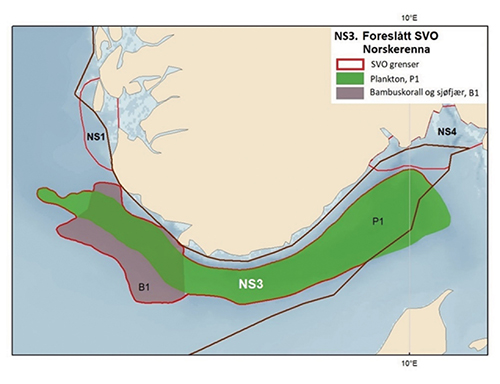 10°E
NS3. Foreslått SVO
Norskerenna
SVO grenser
Plankton, P1
Bambuskorall og sjøfjær, B1
NS1
NS4
P1
B1
NS3
10°E